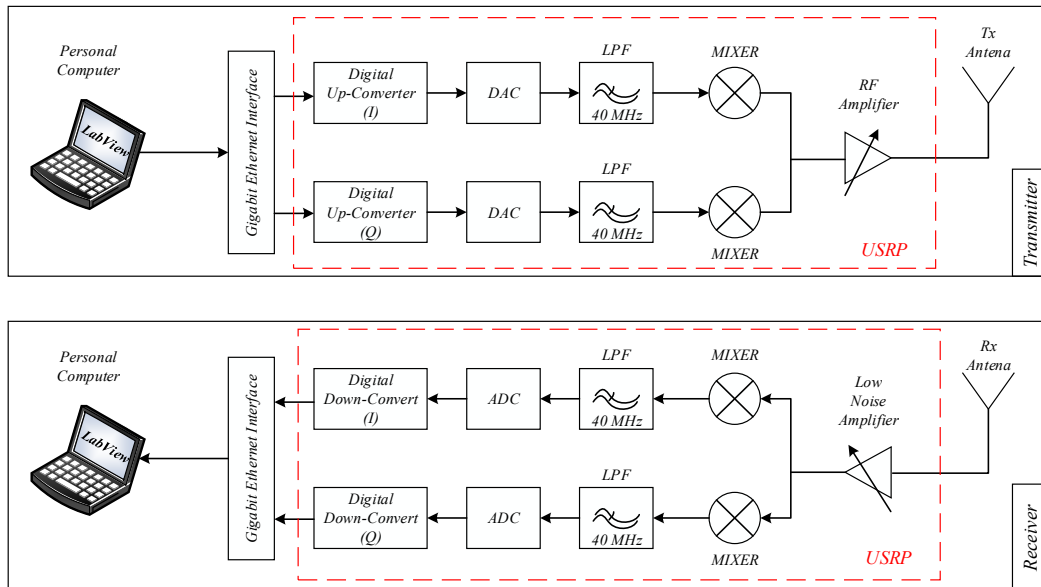 Personal
Computer
LabView
Gigabit Ethernet Interface
Digital
Up-Converter
(I)
DAC
LPF
40 MHz
MIXER
RF
Amplifier
Tx
Antena
Digital
Up-Converter
(Q)
DAC
LPF
40 MHz
MIXER
USRP
Transmitter
Personal
Computer
LabView
Gigabit Ethernet Interface
Digital
Down-Convert
(I)
ADC
LPF
40 MHz
MIXER
Low
Noise
Amplifier
Rx
Antena
Digital
Down-Convert
(Q)
ADC
LPF
40 MHz
MIXER
USRP
Receiver